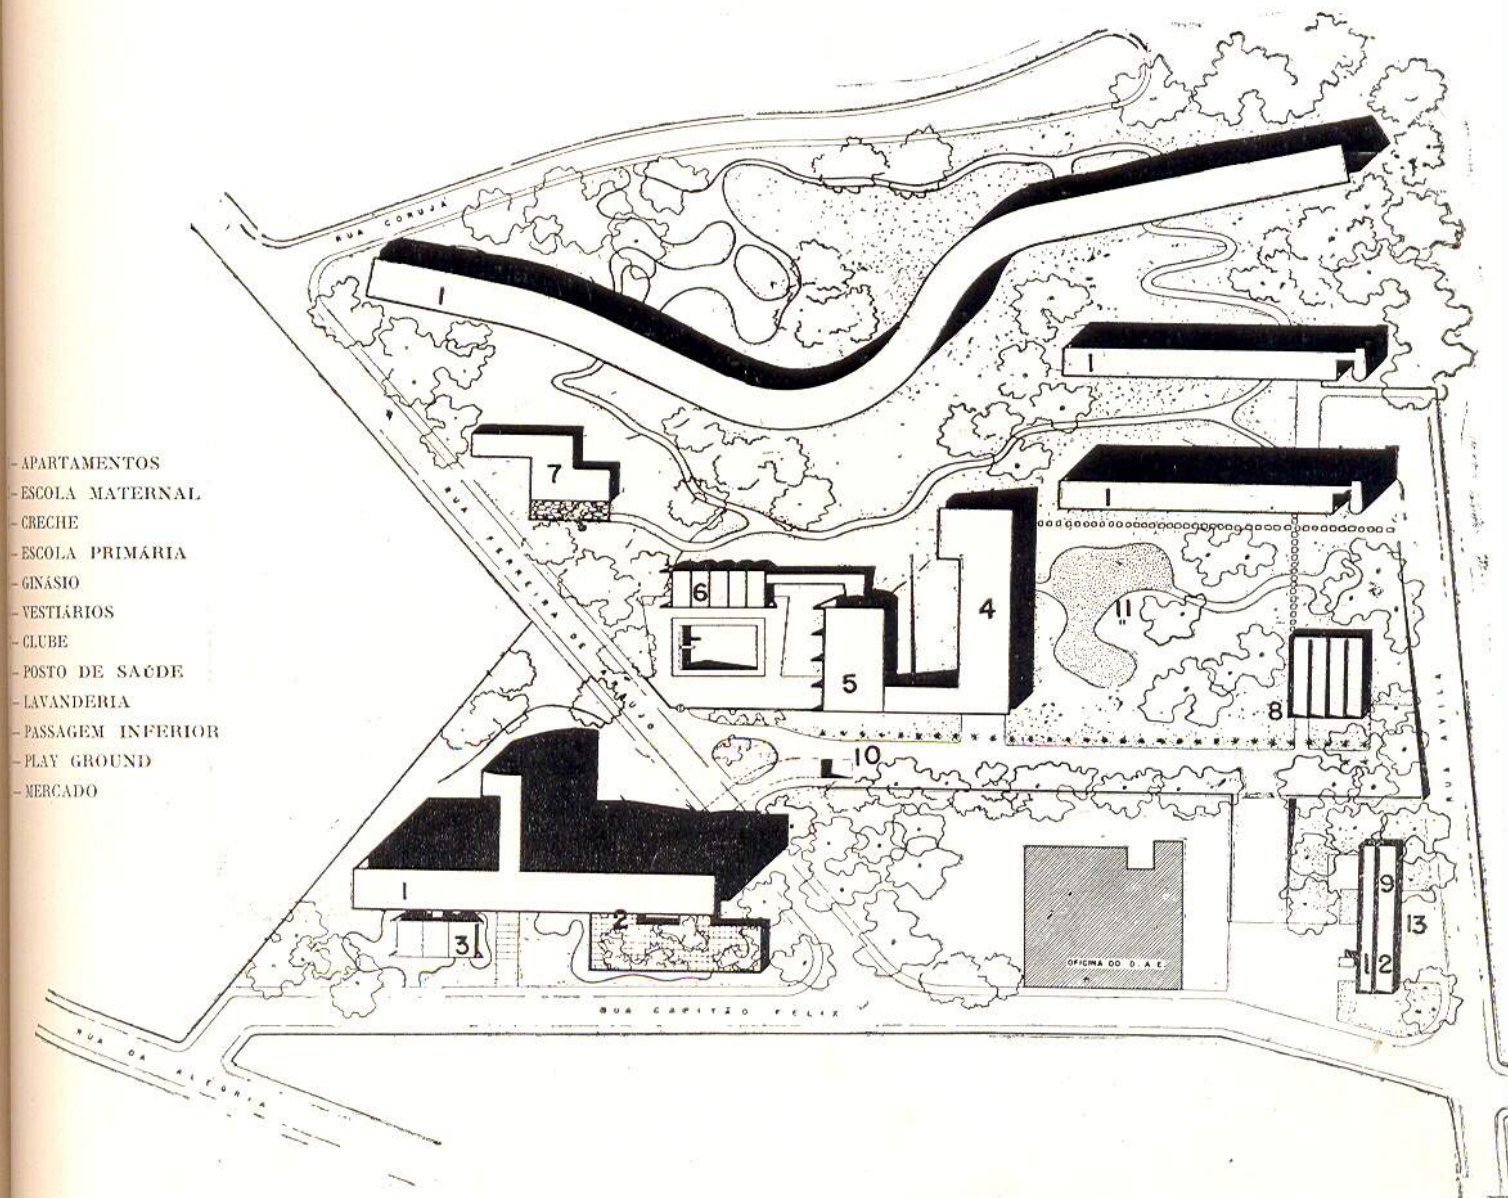 - APARTAMENTOS
- ESCOLA MATERNAL
- CRECHE
- ESCOLA PRIMÁRIA
- GINÁSIO
- VESTIÁRIOS
- CLUBE
- POSTO DE SAÚDE
- LAVANDERIA
- PASSAGEM INFERIOR
- PLAY GROUND
- MERCADO
RUA CORUJA
1
1
1
7
RUA FERREIRA DE ARAUJO
6
4
11
5
8
10
RUA AVILA
1
2
3
9
13
12
OFICINA DO D.A.E.
RUA CAPITÃO FELIX
RUA DA ALEGRIA